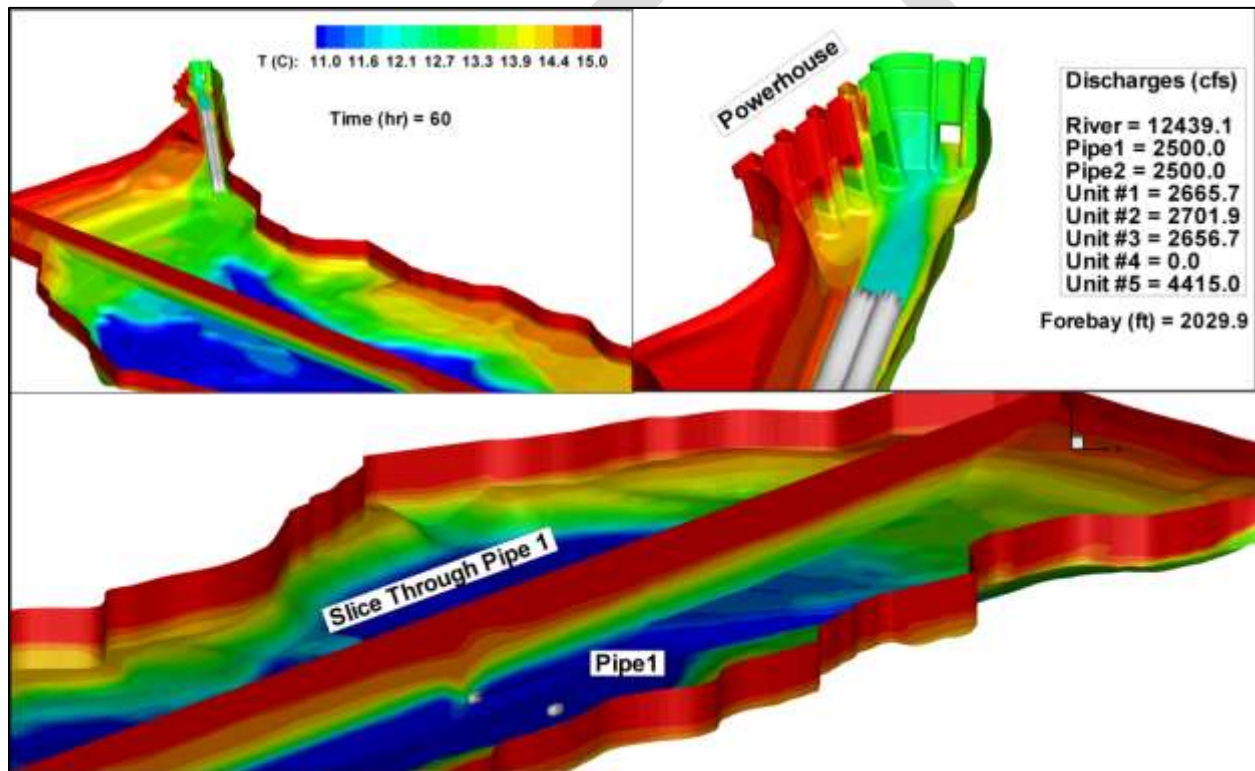 T (C): 11.0 11.6 12.1 12.7 13.3 13.9 14.4 15.0
Time (hr) = 60
Powerhouse
Discharges (cfs)
River = 12439.1
Pipe1 = 2500.0
Pipe2 = 2500.0
Unit #1 = 2665.7
Unit #2 = 2701.9
Unit #3 = 2656.7
Unit #4 = 0.0
Unit #5 = 4415.0
Forebay (ft) = 2029.9
Slice Through Pipe 1
Pipe1